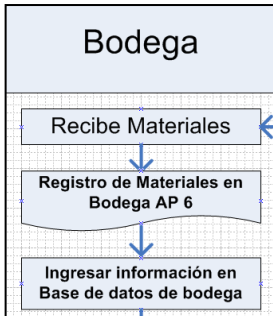 Bodega
Recibe Materiales
Registro de Materiales en
Bodega AP 6
Ingresar información en
Base de datos de bodega